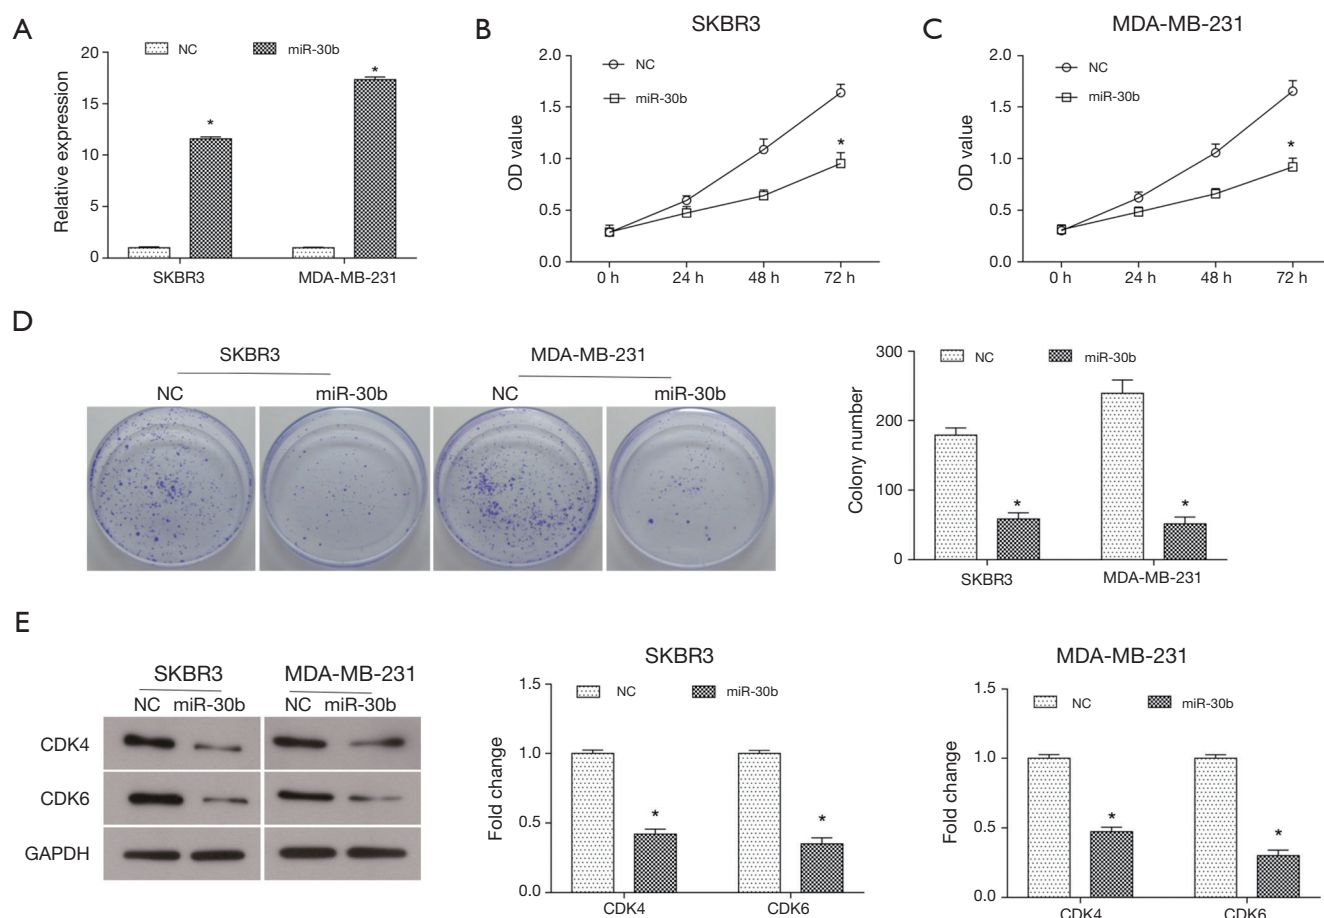 A
NC
miR-30b
Relative expression
20
15
10
5
0
*
*
SKBR3
MDA-MB-231
B
SKBR3
OD value
2.0
1.5
1.0
0.5
0.0
NC
miR-30b
*
0 h
24 h
48 h
72 h
C
MDA-MB-231
OD value
2.0
1.5
1.0
0.5
0.0
NC
miR-30b
*
0 h
24 h
48 h
72 h
D
SKBR3
MDA-MB-231
NC
miR-30b
NC
miR-30b
Colony number
300
200
100
0
NC
miR-30b
*
*
SKBR3
MDA-MB-231
E
SKBR3
MDA-MB-231
NC
miR-30b
NC
miR-30b
CDK4
CDK6
GAPDH
SKBR3
Fold change
1.5
1.0
0.5
0.0
NC
miR-30b
*
*
CDK4
CDK6
MDA-MB-231
Fold change
1.5
1.0
0.5
0.0
NC
miR-30b
*
*
CDK4
CDK6